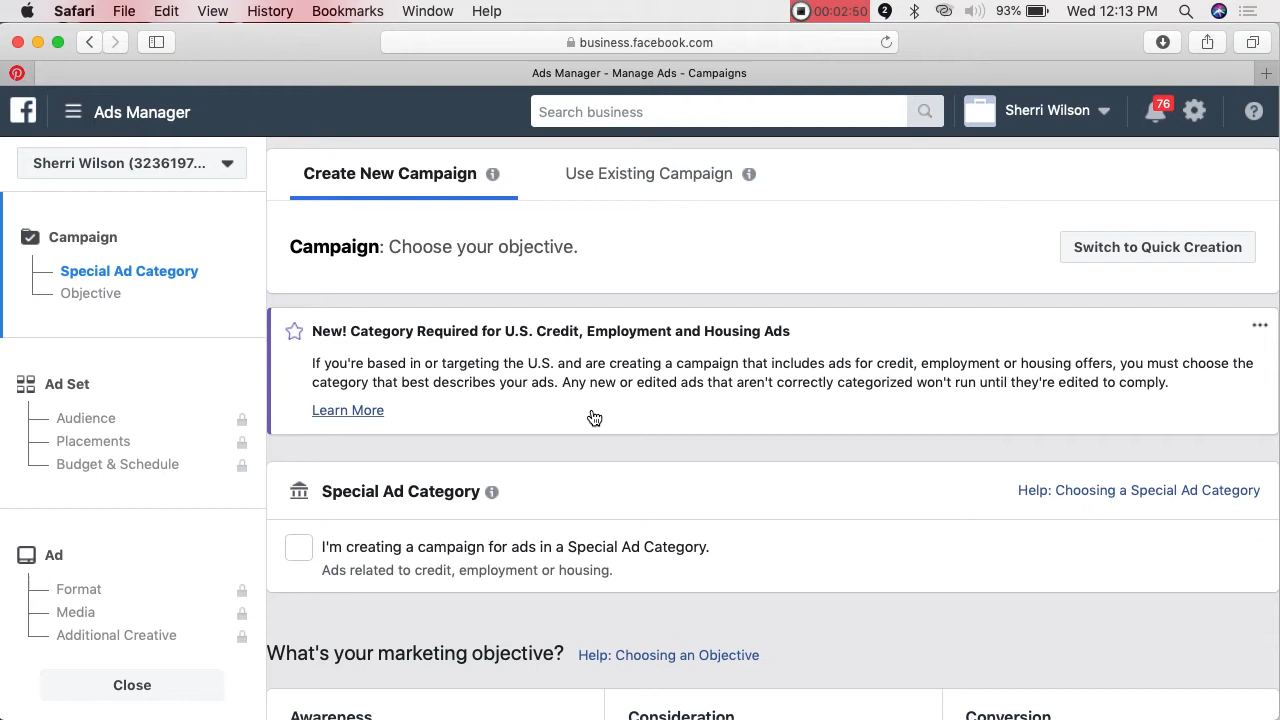 Safari File Edit View History Bookmarks Window Help 00:02:50 2 93% Wed 12:13 PM
business.facebook.com
Ads Manager - Manage Ads - Campaigns
Ads Manager Search business Sherri Wilson 76
Sherri Wilson (3236197...
Create New Campaign Use Existing Campaign
Campaign
Special Ad Category
Objective
Campaign: Choose your objective. Switch to Quick Creation
New! Category Required for U.S. Credit, Employment and Housing Ads
If you're based in or targeting the U.S. and are creating a campaign that includes ads for credit, employment or housing offers, you must choose the
category that best describes your ads. Any new or edited ads that aren't correctly categorized won't run until they're edited to comply.
Learn More
Ad Set
Audience
Placements
Budget & Schedule
Special Ad Category Help: Choosing a Special Ad Category
I'm creating a campaign for ads in a Special Ad Category.
Ads related to credit, employment or housing.
Ad
Format
Media
Additional Creative
Close
What's your marketing objective? Help: Choosing an Objective
Awareness Consideration Conversion